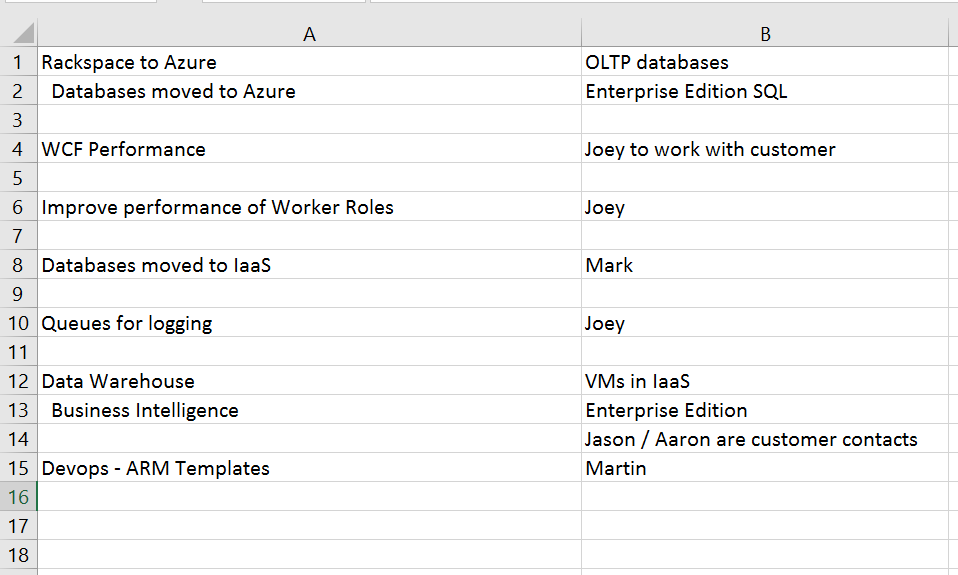 A B
1 Rackspace to Azure OLTP databases
2 Databases moved to Azure Enterprise Edition SQL
3
4 WCF Performance Joey to work with customer
5
6 Improve performance of Worker Roles Joey
7
8 Databases moved to IaaS Mark
9
10 Queues for logging Joey
11
12 Data Warehouse VMs in IaaS
13 Business Intelligence Enterprise Edition
14 Jason / Aaron are customer contacts
15 Devops - ARM Templates Martin
16
17
18